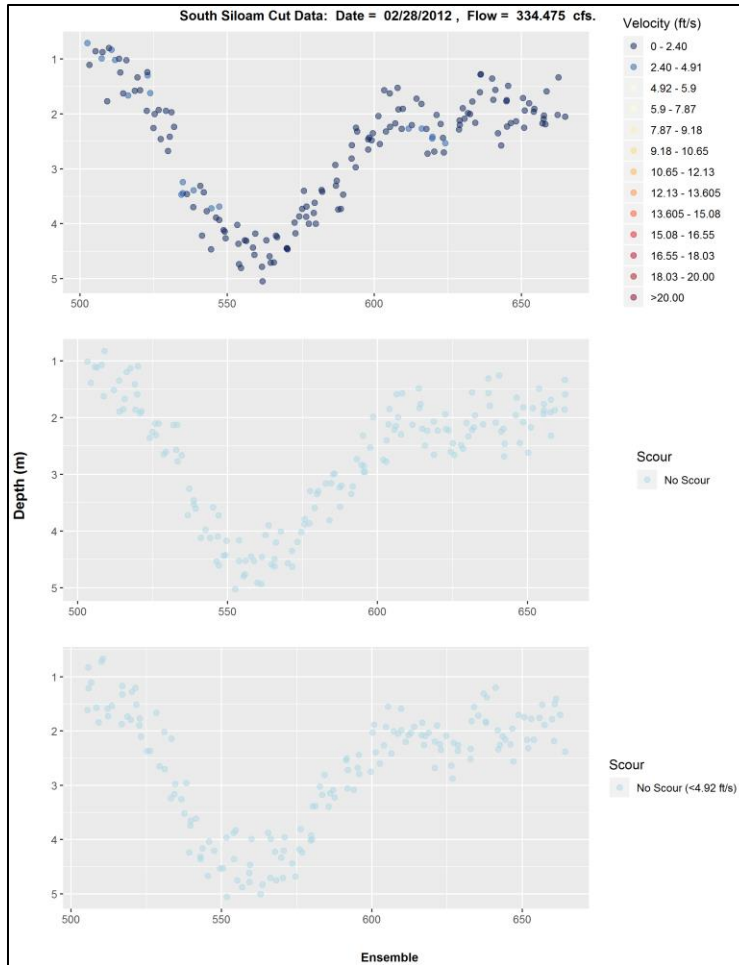 South Siloam Cut Data: Date = 02/28/2012 , Flow = 334.475 cfs.
Velocity (ft/s)
0 - 2.40
2.40 - 4.91
4.92 - 5.9
5.9 - 7.87
7.87 - 9.18
9.18 - 10.65
10.65 - 12.13
12.13 - 13.605
13.605 - 15.08
15.08 - 16.55
16.55 - 18.03
18.03 - 20.00
>20.00
1
2
3
4
5
500 550 600 650
Depth (m)
1
2
3
4
5
500 550 600 650
Scour
No Scour
1
2
3
4
5
500 550 600 650
Scour
No Scour (<4.92 ft/s)
Ensemble